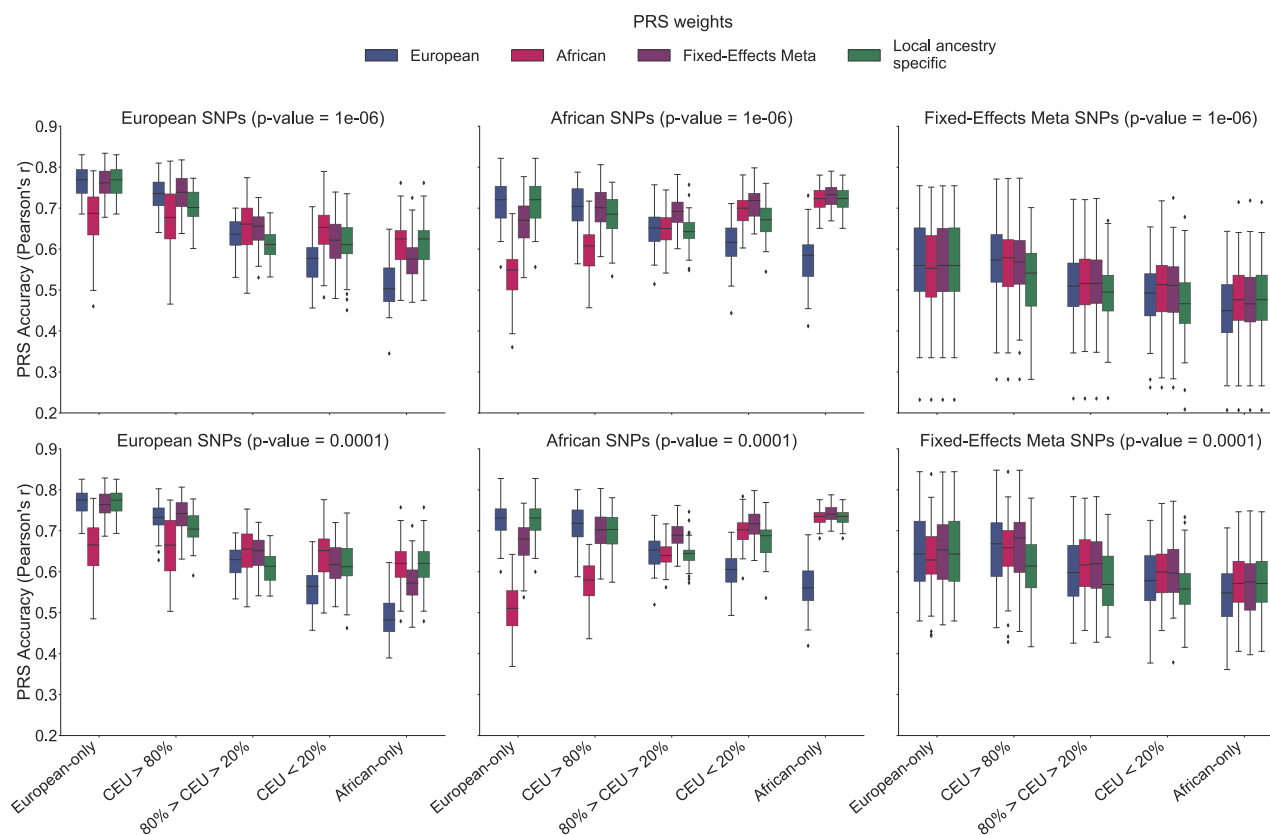 PRS weights
European
African
Fixed-Effects Meta
Local ancestry
specific
European SNPs (p-value = 1e-06)
African SNPs (p-value = 1e-06)
Fixed-Effects Meta SNPs (p-value = 1e-06)
PRS Accuracy (Pearson's r)
0.9
0.8
0.7
0.6
0.5
0.4
0.3
0.2
European SNPs (p-value = 0.0001)
African SNPs (p-value = 0.0001)
Fixed-Effects Meta SNPs (p-value = 0.0001)
PRS Accuracy (Pearson's r)
0.9
0.8
0.7
0.6
0.5
0.4
0.3
0.2
European-only
CEU > 80%
80% > CEU > 20%
CEU < 20%
African-only
European-only
CEU > 80%
80% > CEU > 20%
CEU < 20%
African-only
European-only
CEU > 80%
80% > CEU > 20%
CEU < 20%
African-only